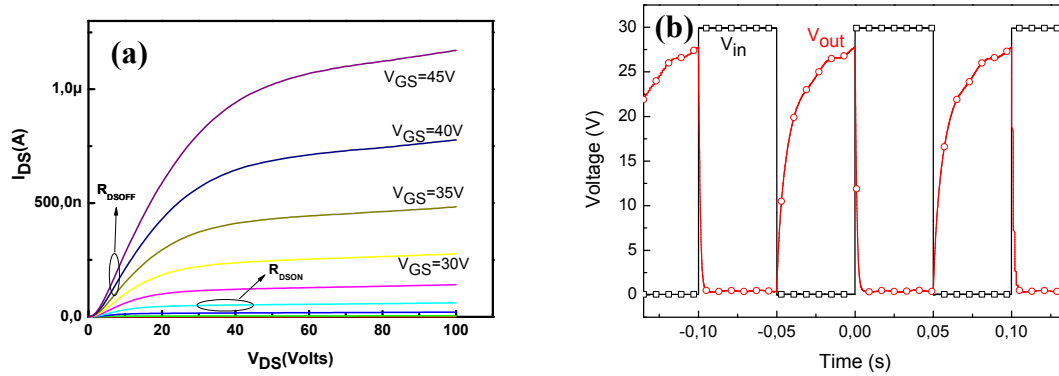 (a)
V_GS=45V
1,0µ
V_GS=40V
I_DS(A)
V_GS=35V
R_DSOFF
500,0n
V_GS=30V
R_DSON
0,0
0 20 40 60 80 100
V_DS(Volts)
(b)
30
V_in
V_out
25
20
15
Voltage (V)
10
5
0
-0,10 -0,05 0,00 0,05 0,10
Time (s)